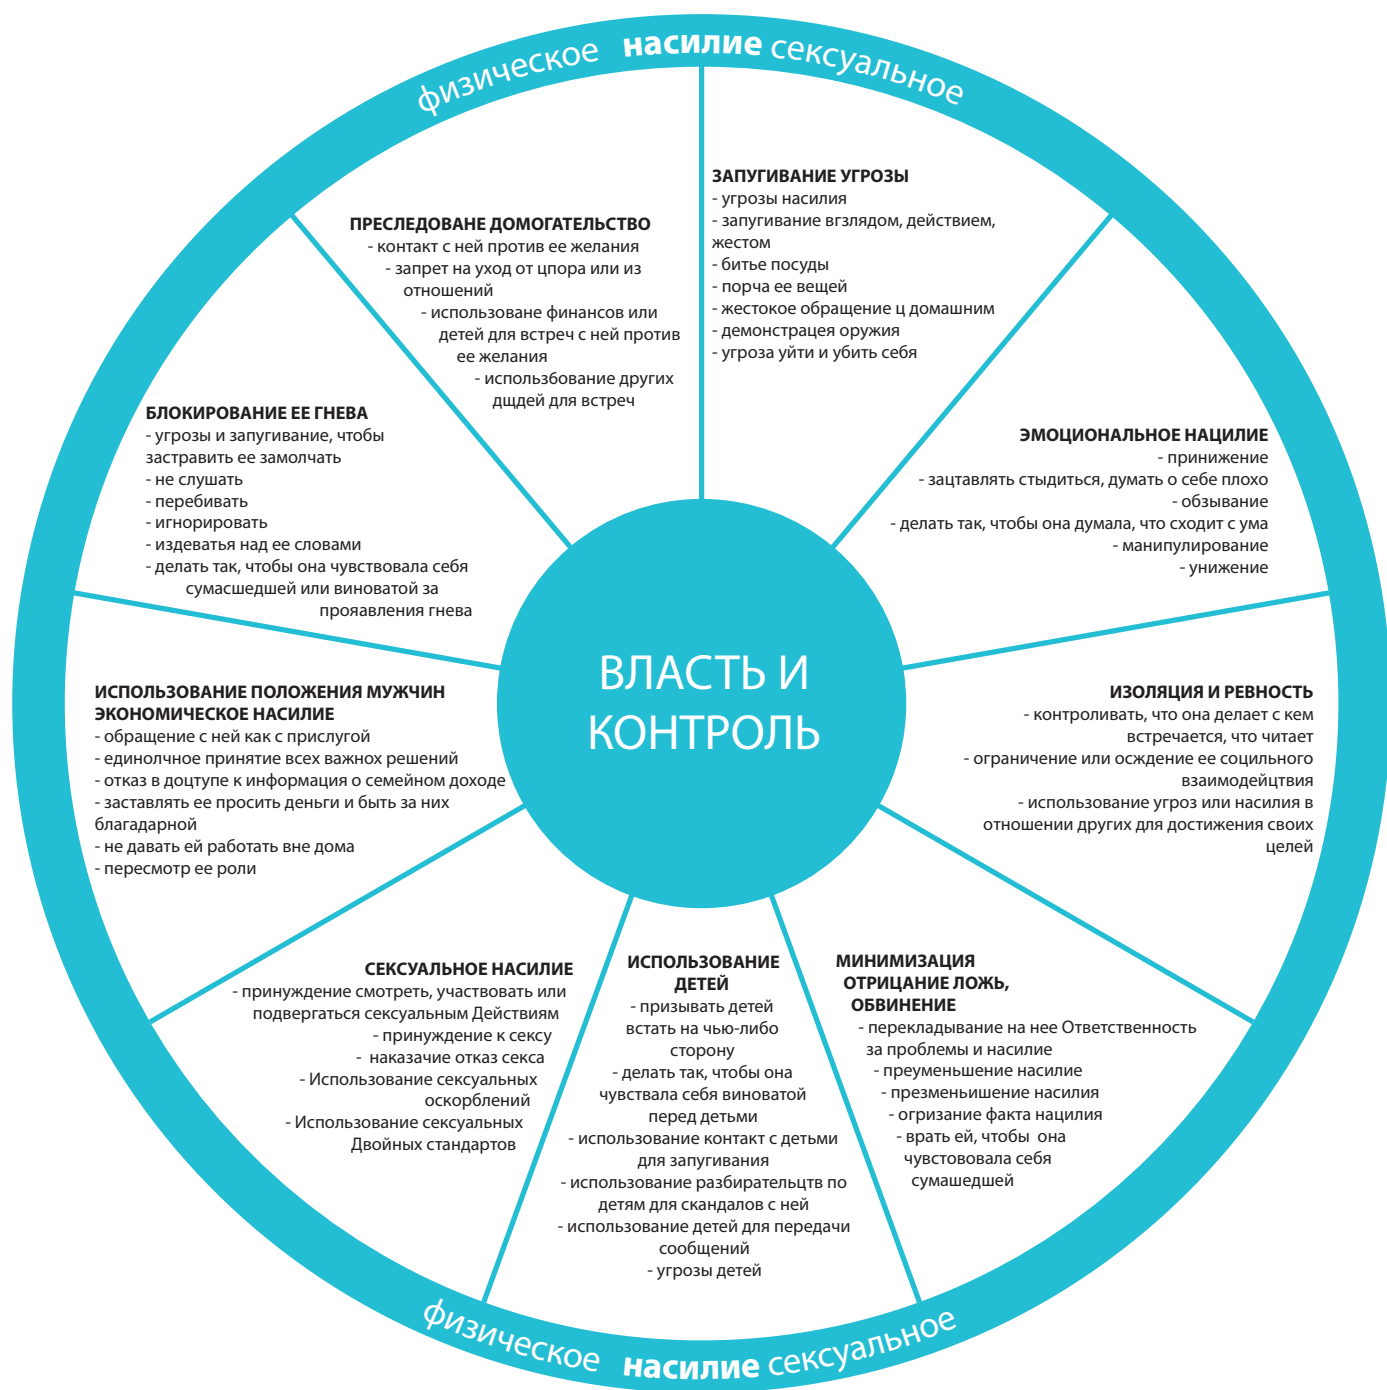 физическое насилие сексуальное
ЗАПУГИВАНИЕ УГРОЗЫ
- угрозы насилия
- запугивание вгзлядом, действием,
жестом
- битье посуды
- порча ее вещей
- жестокое обращение ц домашним
- демонстрацея оружия
- угроза уйти и убить себя
ЭМОЦИОНАЛЬНОЕ НАЦИЛИЕ
- принижение
- зацтавлять стыдиться, думать о себе плохо
- обзывание
- делать так, чтобы она думала, что сходит с ума
- манипулирование
- унижение
ИЗОЛЯЦИЯ И РЕВНОСТЬ
- контроливать, что она делает с кем
встречается, что читает
- ограничение или осждение ее социльного
взаимодейцтвия
- использование угроз или насилия в
отношении других для достижения своих
целей
МИНИМИЗАЦИЯ
ОТРИЦАНИЕ ЛОЖЬ,
ОБВИНЕНИЕ
- перекладывание на нее Ответственность
за проблемы и насилие
- преуменьшение насилие
- презменьишение насилия
- огризание факта нацилия
- врать ей, чтобы она
чувстововала себя
сумашедшей
ИСПОЛЬЗОВАНИЕ
ДЕТЕЙ
- призывать детей
встать на чью-либо
сторону
- делать так, чтобы она
чувствала себя виноватой
перед детьми
- использование контакт с детьми
для запугивания
- использование разбирательцтв по
детям для скандалов с ней
- использование детей для передачи
сообщений
- угрозы детей
СЕКСУАЛЬНОЕ НАСИЛИЕ
- принуждение смотреть, участвовать или
подвергаться сексуальным Действиям
- принуждение к сексу
- наказачие отказ секса
- Использование сексуальных
оскорблений
- Использование сексуальных
Двойных стандартов
ИСПОЛЬЗОВАНИЕ ПОЛОЖЕНИЯ МУЖЧИН
ЭКОНОМИЧЕСКОЕ НАСИЛИЕ
- обращение с ней как с прислугой
- единолчное принятие всех важнох решений
- отказ в доцтупе к информация о семейном доходе
- заставлять ее просить деньги и быть за них
благадарной
- не давать ей работать вне дома
- пересмотр ее роли
БЛОКИРОВАНИЕ ЕЕ ГНЕВА
- угрозы и запугивание, чтобы
застравить ее замолчать
- не слушать
- перебивать
- игнорировать
- издеватья над ее словами
- делать так, чтобы она чувствовала себя
сумасшедшей или виноватой за
прояавления гнева
ПРЕСЛЕДОВАНЕ ДОМОГАТЕЛЬСТВО
- контакт с ней против ее желания
- запрет на уход от цпора или из
отношений
- использоване финансов или
детей для встреч с ней против
ее желания
- использбование других
дщдей для встреч
ВЛАСТЬ И
КОНТРОЛЬ
физическое насилие сексуальное